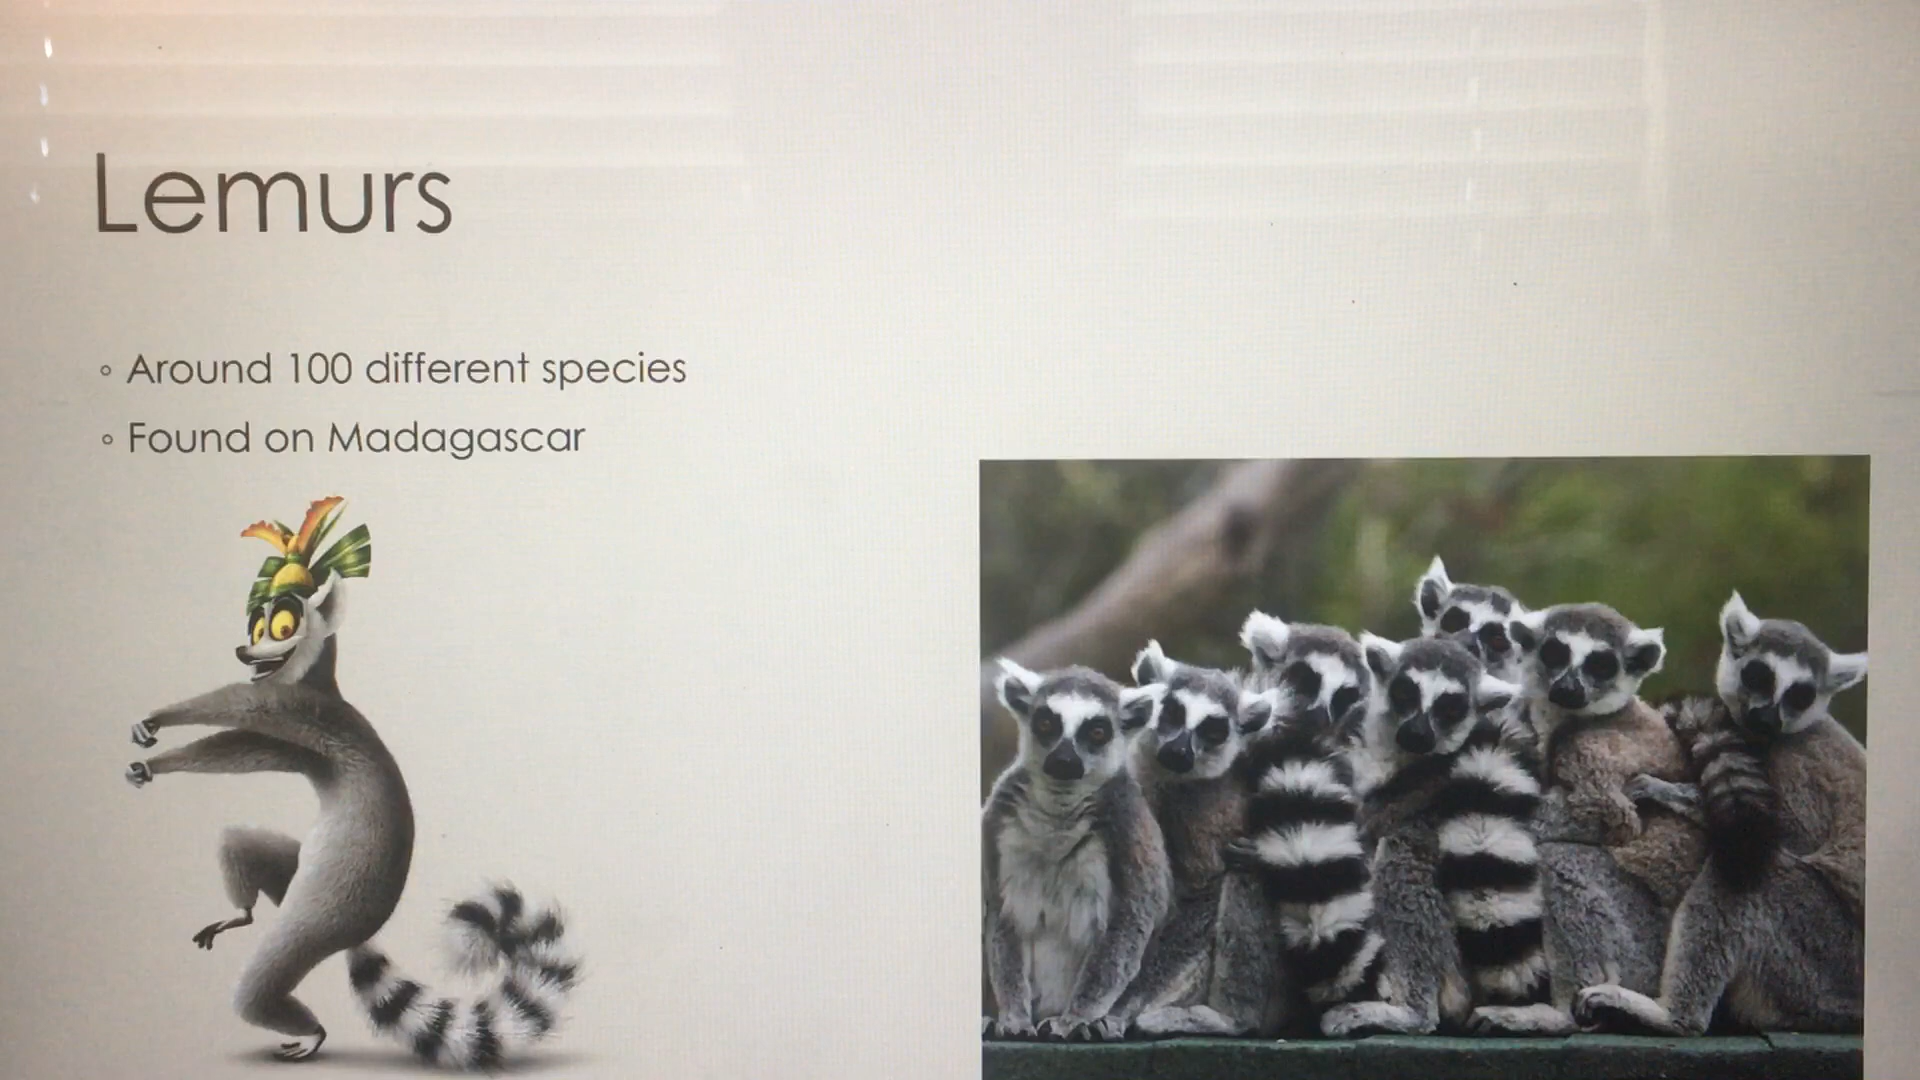 Lemurs
◦ Around 100 different species
◦ Found on Madagascar